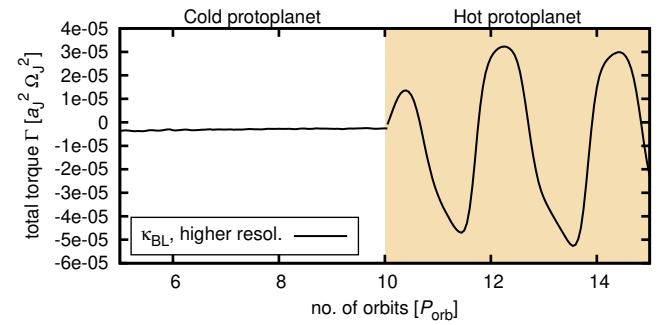 Cold protoplanet Hot protoplanet
4e-05
3e-05
2e-05
1e-05
0
-1e-05
-2e-05
-3e-05
-4e-05
-5e-05
-6e-05
total torque Γ [a_J^2 Ω_J^2]
κ_BL, higher resol.
6 8 10 12 14
no. of orbits [P_orb]